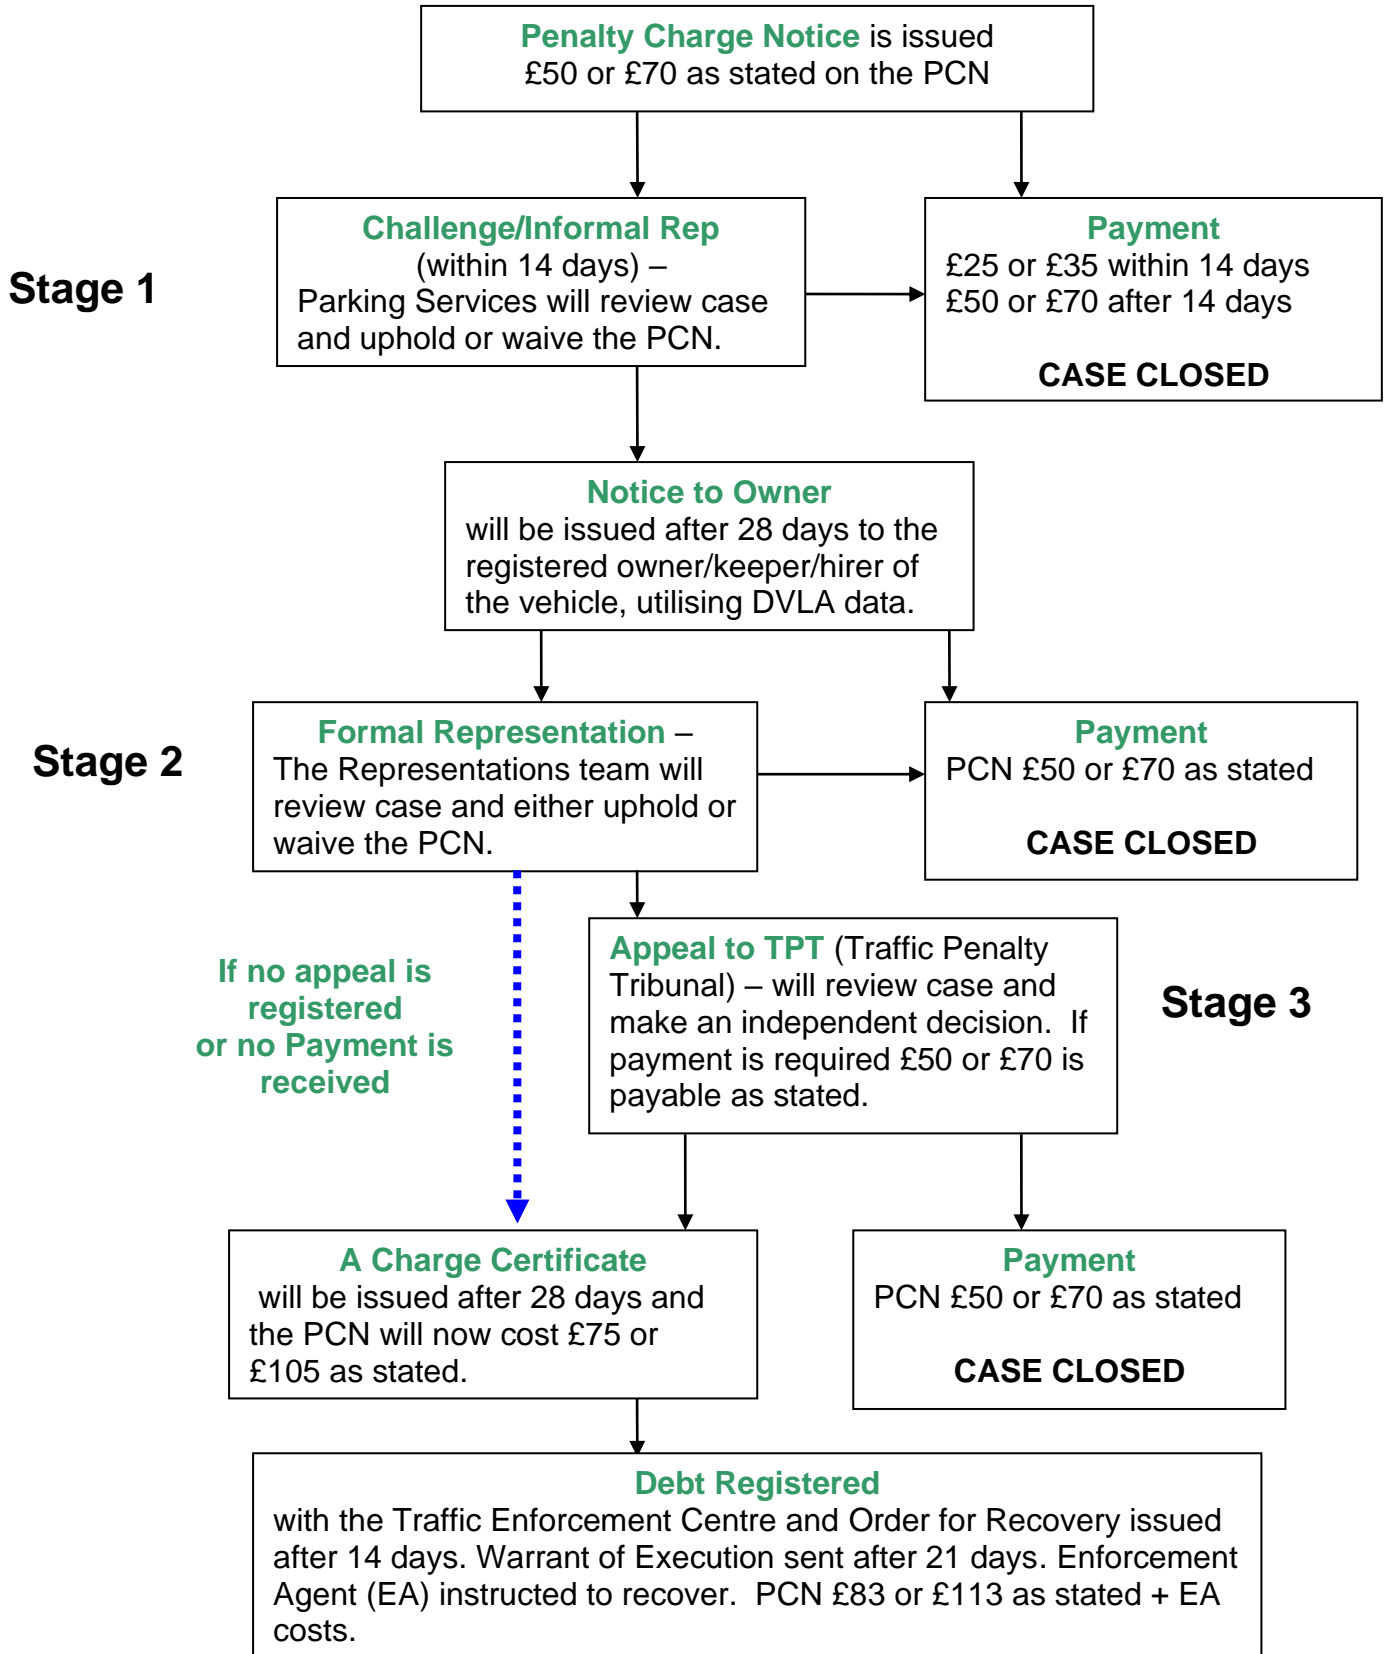 Penalty Charge Notice is issued
£50 or £70 as stated on the PCN
Stage 1
Challenge/Informal Rep
(within 14 days) –
Parking Services will review case
and uphold or waive the PCN.
Payment
£25 or £35 within 14 days
£50 or £70 after 14 days
CASE CLOSED
Notice to Owner
will be issued after 28 days to the
registered owner/keeper/hirer of
the vehicle, utilising DVLA data.
Stage 2
Formal Representation –
The Representations team will
review case and either uphold or
waive the PCN.
Payment
PCN £50 or £70 as stated
CASE CLOSED
If no appeal is
registered
or no Payment is
received
Appeal to TPT (Traffic Penalty
Tribunal) – will review case and
make an independent decision.  If
payment is required £50 or £70 is
payable as stated.
Stage 3
A Charge Certificate
will be issued after 28 days and
the PCN will now cost £75 or
£105 as stated.
Payment
PCN £50 or £70 as stated
CASE CLOSED
Debt Registered
with the Traffic Enforcement Centre and Order for Recovery issued
after 14 days. Warrant of Execution sent after 21 days. Enforcement
Agent (EA) instructed to recover.  PCN £83 or £113 as stated + EA
costs.